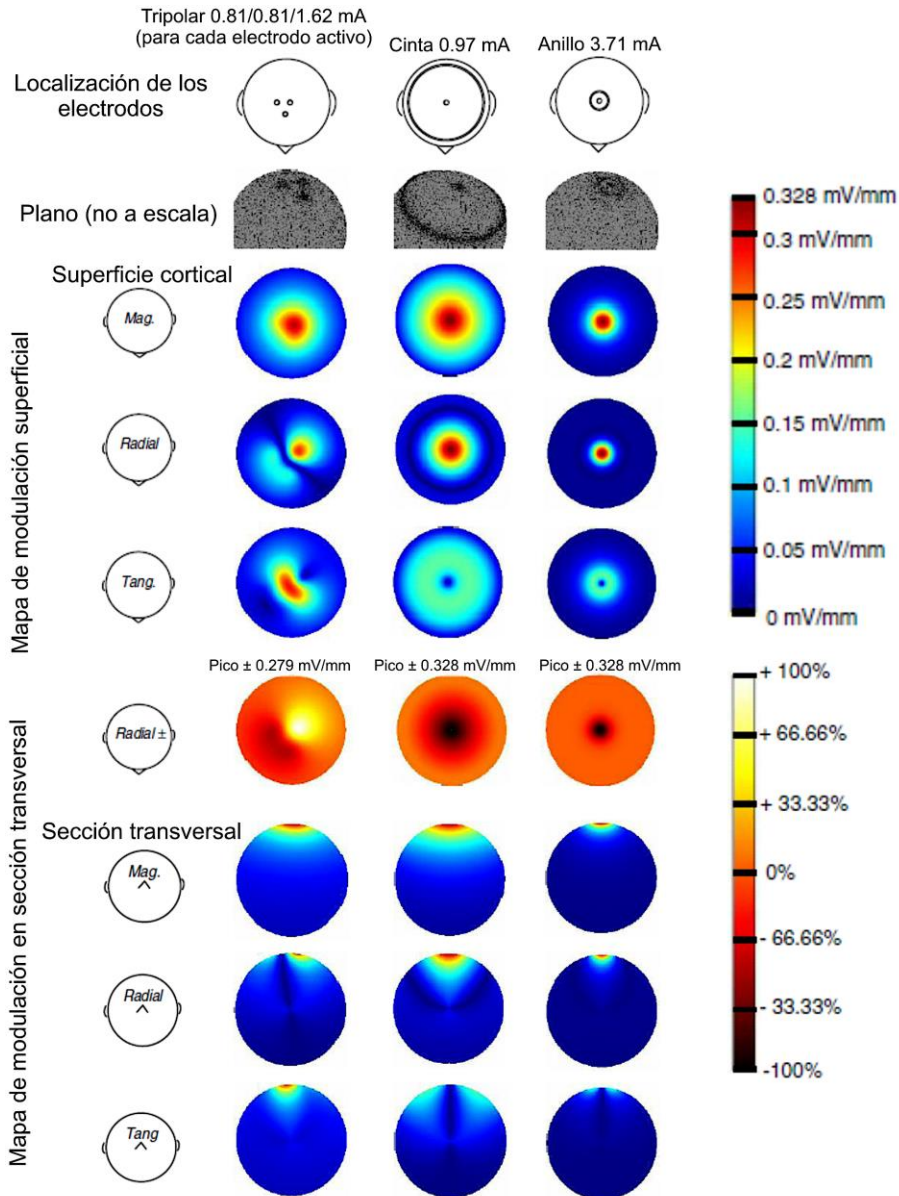 Tripolar 0.81/0.81/1.62 mA
(para cada electrodo activo)
Cinta 0.97 mA
Anillo 3.71 mA
Localización de los
electrodos
Plano (no a escala)
Superficie cortical
Mapa de modulación superficial
Mag.
Radial
Tang.
0.328 mV/mm
0.3 mV/mm
0.25 mV/mm
0.2 mV/mm
0.15 mV/mm
0.1 mV/mm
0.05 mV/mm
0 mV/mm
Pico ± 0.279 mV/mm
Pico ± 0.328 mV/mm
Pico ± 0.328 mV/mm
Mapa de modulación en sección transversal
Radial ±
Sección transversal
Mag.
Radial
Tang
+ 100%
+ 66.66%
+ 33.33%
0%
- 66.66%
- 33.33%
-100%